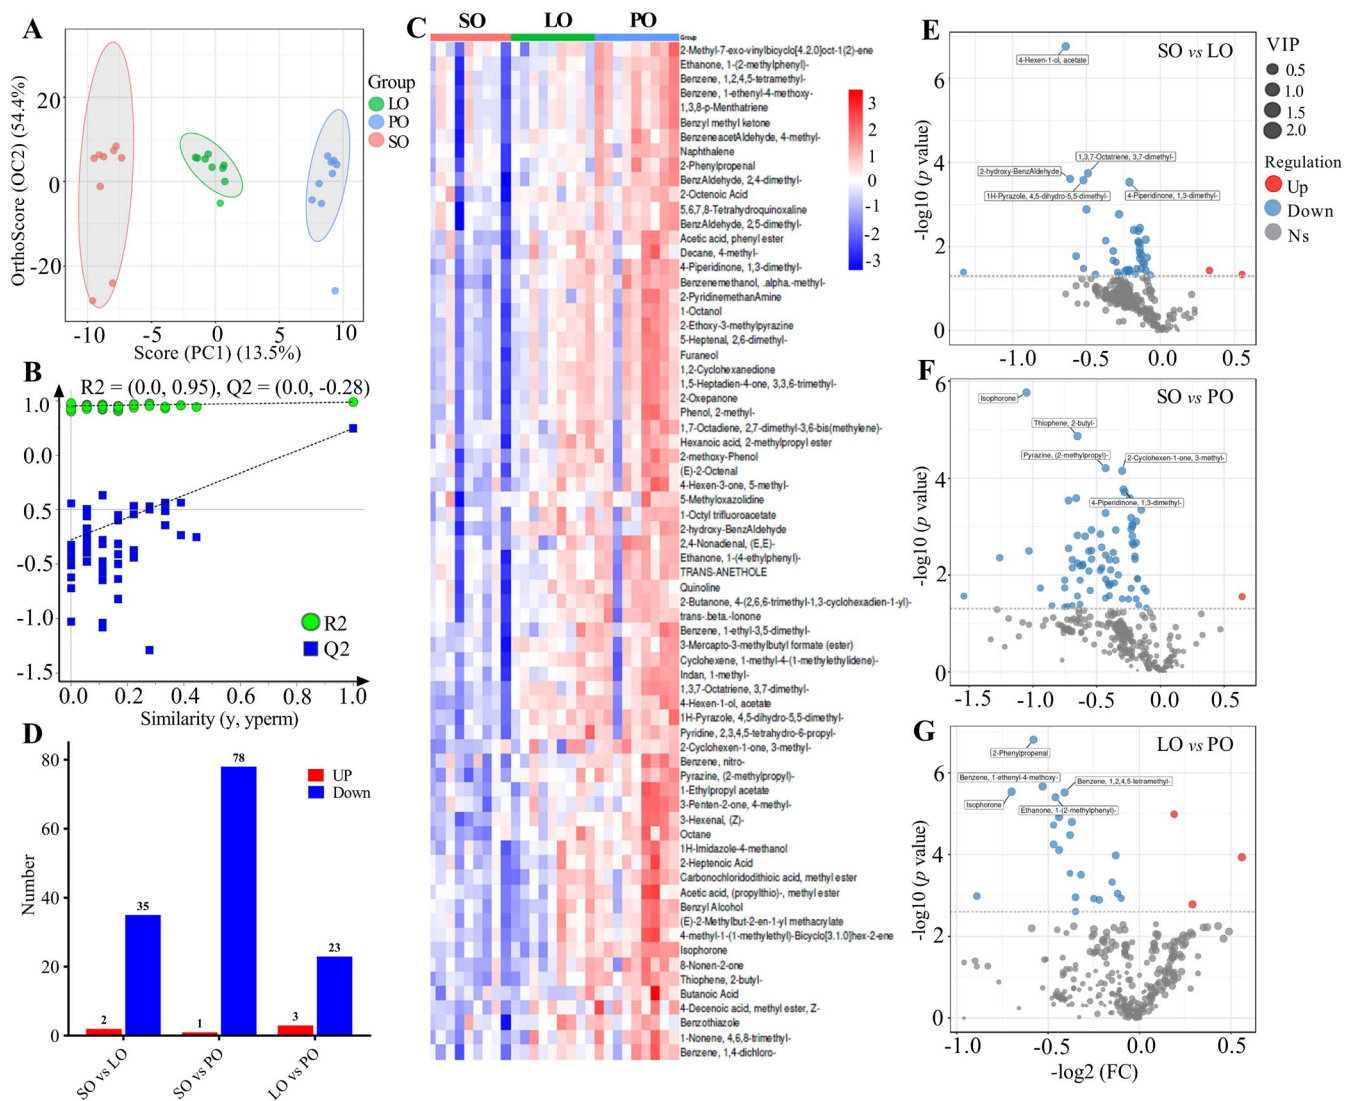 A
OrthoScore (OC2) (54.4%)
20
0
-20
-10
-5
0
5
10
Score (PC1) (13.5%)
Group
LO
PO
SO
B
R2 = (0.0, 0.95), Q2 = (0.0, -0.28)
1.0
0.0
0.5
-0.5
-1.0
-1.5
R2
Q2
0.0
0.2
0.4
0.6
0.8
1.0
Similarity (y, yperm)
D
Number
80
60
40
20
0
UP
Down
2
35
1
78
3
23
SO vs LO
SO vs PO
LO vs PO
C
SO
LO
PO
Group
2-Methyl-7-exo-vinylbicyclo[4.2.0]oct-1(2)-ene
Ethanone, 1-(2-methylphenyl)-
Benzene, 1,2,4,5-tetramethyl-
Benzene, 1-ethenyl-4-methoxy-
1,3,8-p-Menthatriene
Benzyl methyl ketone
BenzeneacetAldehyde, 4-methyl-
Naphthalene
2-Phenylpropenal
BenzAldehyde, 2,4-dimethyl-
2-Octenoic Acid
5,6,7,8-Tetrahydroquinoxaline
BenzAldehyde, 2,5-dimethyl-
Acetic acid, phenyl ester
Decane, 4-methyl-
4-Piperidinone, 1,3-dimethyl-
Benzenemethanol, .alpha.-methyl-
2-PyridinemethanAmine
1-Octanol
2-Ethoxy-3-methylpyrazine
5-Heptenal, 2,6-dimethyl-
Furaneol
1,2-Cyclohexanedione
1,5-Heptadien-4-one, 3,3,6-trimethyl-
2-Oxepanone
Phenol, 2-methyl-
1,7-Octadiene, 2,7-dimethyl-3,6-bis(methylene)-
Hexanoic acid, 2-methylpropyl ester
2-methoxy-Phenol
(E)-2-Octenal
4-Hexen-3-one, 5-methyl-
5-Methyloxazolidine
1-Octyl trifluoroacetate
2-hydroxy-BenzAldehyde
2,4-Nonadienal, (E,E)-
Ethanone, 1-(4-ethylphenyl)-
TRANS-ANETHOLE
Quinoline
2-Butanone, 4-(2,6,6-trimethyl-1,3-cyclohexadien-1-yl)-
trans-.beta.-Ionone
Benzene, 1-ethyl-3,5-dimethyl-
3-Mercapto-3-methylbutyl formate (ester)
Cyclohexene, 1-methyl-4-(1-methylethylidene)-
Indan, 1-methyl-
1,3,7-Octatriene, 3,7-dimethyl-
4-Hexen-1-ol, acetate
1H-Pyrazole, 4,5-dihydro-5,5-dimethyl-
Pyridine, 2,3,4,5-tetrahydro-6-propyl-
2-Cyclohexen-1-one, 3-methyl-
Benzene, nitro-
Pyrazine, (2-methylpropyl)-
1-Ethylpropyl acetate
3-Penten-2-one, 4-methyl-
3-Hexenal, (Z)-
Octane
1H-Imidazole-4-methanol
2-Heptenoic Acid
Carbonochloridodithioic acid, methyl ester
Acetic acid, (propylthio)-, methyl ester
Benzyl Alcohol
(E)-2-Methylbut-2-en-1-yl methacrylate
4-methyl-1-(1-methylethyl)-Bicyclo[3.1.0]hex-2-ene
Isophorone
8-Nonen-2-one
Thiophene, 2-butyl-
Butanoic Acid
4-Decenoic acid, methyl ester, Z-
Benzothiazole
1-Nonene, 4,6,8-trimethyl-
Benzene, 1,4-dichloro-
3
2
1
0
-1
-2
-3
E
SO vs LO
-log10 (p value)
6
4
2
0
4-Hexen-1-ol, acetate
1,3,7-Octatriene, 3,7-dimethyl-
2-hydroxy-BenzAldehyde
1H-Pyrazole, 4,5-dihydro-5,5-dimethyl-
4-Piperidinone, 1,3-dimethyl-
-1.0
-0.5
0.0
0.5
VIP
0.5
1.0
1.5
2.0
Regulation
Up
Down
Ns
F
SO vs PO
-log10 (p value)
6
4
2
0
Isophorone
Thiophene, 2-butyl-
Pyrazine, (2-methylpropyl)-
2-Cyclohexen-1-one, 3-methyl-
4-Piperidinone, 1,3-dimethyl-
-1.5
-1.0
-0.5
0.0
0.5
G
LO vs PO
-log10 (p value)
6
4
2
0
2-Phenylpropenal
Benzene, 1-ethenyl-4-methoxy-
Benzene, 1,2,4,5-tetramethyl-
Isophorone
Ethanone, 1-(2-methylphenyl)-
-1.0
-0.5
0.0
0.5
-log2 (FC)